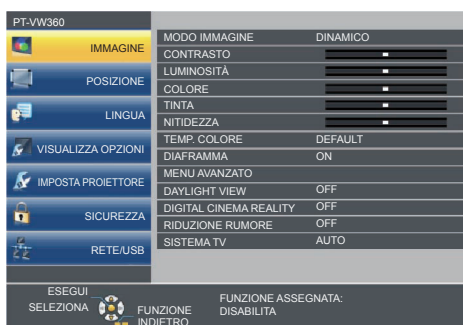 PT-VW360
IMMAGINE
POSIZIONE
LINGUA
VISUALIZZA OPZIONI
IMPOSTA PROIETTORE
SICUREZZA
RETE/USB
MODO IMMAGINE DINAMICO
CONTRASTO
LUMINOSITÀ
COLORE
TINTA
NITIDEZZA
TEMP. COLORE DEFAULT
DIAFRAMMA ON
MENU AVANZATO
DAYLIGHT VIEW OFF
DIGITAL CINEMA REALITY OFF
RIDUZIONE RUMORE OFF
SISTEMA TV AUTO
ESEGUI
SELEZIONA
FUNZIONE
INDIETRO
FUNZIONE ASSEGNATA:
DISABILITA